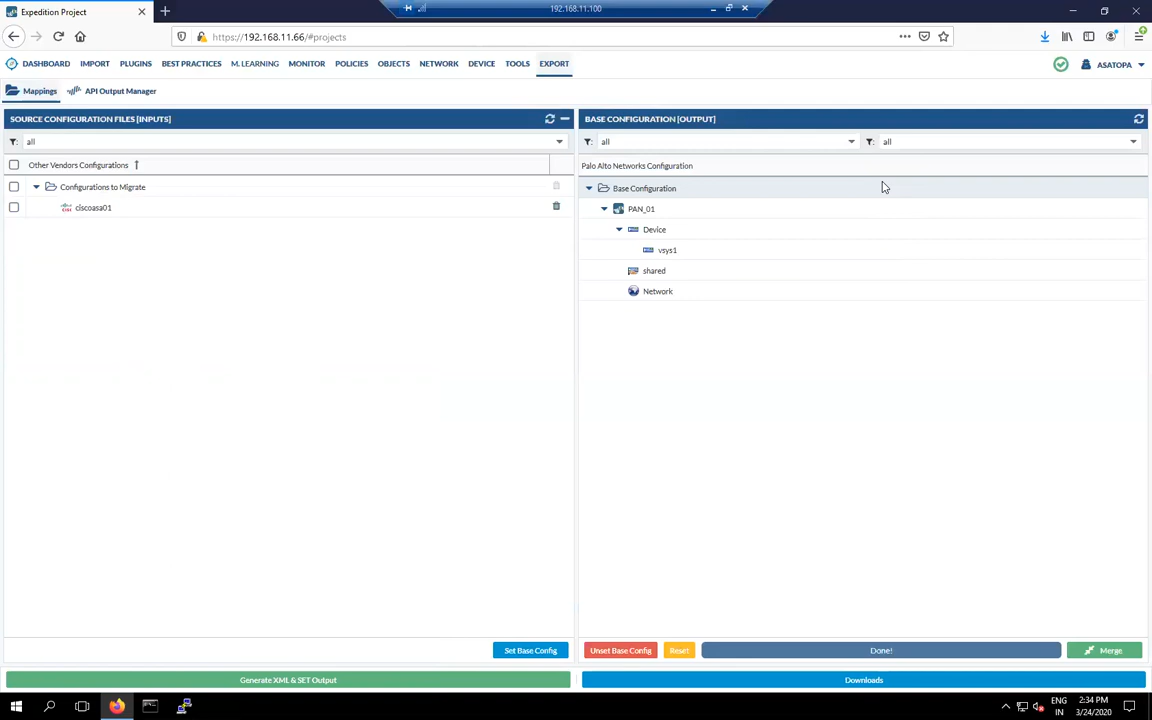 Expedition Project
192.168.11.100
https://192.168.11.66/#projects
DASHBOARD IMPORT PLUGINS BEST PRACTICES M. LEARNING MONITOR POLICIES OBJECTS NETWORK DEVICE TOOLS EXPORT ASATOPA
Mappings API Output Manager
SOURCE CONFIGURATION FILES [INPUTS]
all
Other Vendors Configurations
Configurations to Migrate
ciscoasa01
Set Base Config
Generate XML & SET Output
BASE CONFIGURATION [OUTPUT]
all all
Palo Alto Networks Configuration
Base Configuration
PAN_01
Device
vsys1
shared
Network
Unset Base Config Reset Done! Merge
Downloads
ENG 2:34 PM
IN 3/24/2020